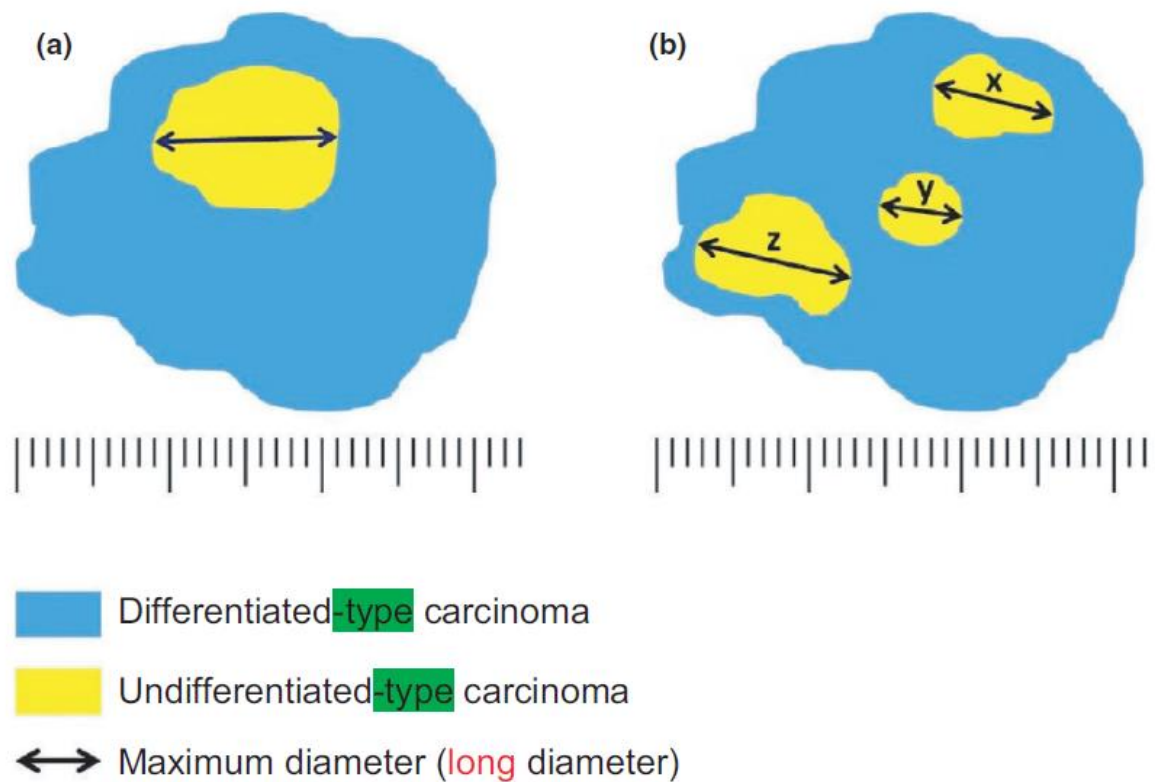 (a)
(b)
x
y
z
Differentiated-type carcinoma
Undifferentiated-type carcinoma
Maximum diameter (long diameter)